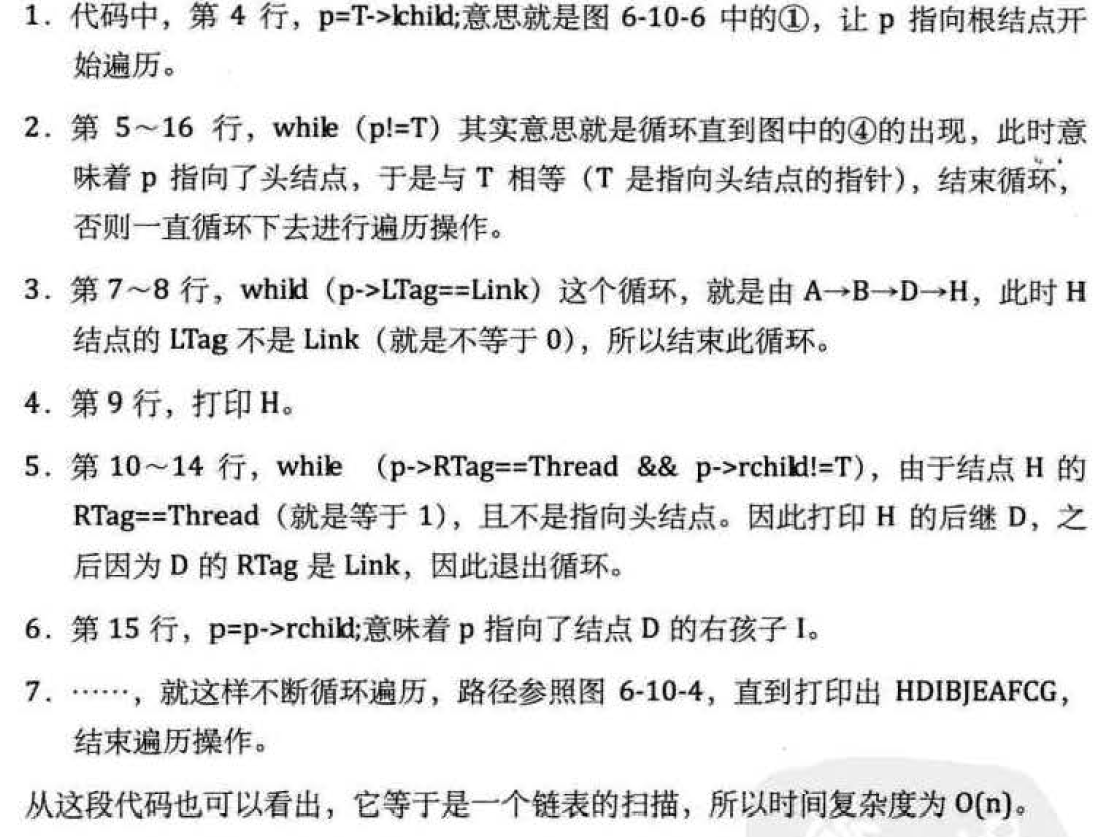 1. 代码中，第 4 行，p=T->lchild;意思就是图 6-10-6 中的①，让 p 指向根结点开
始遍历。
2. 第 5～16 行，while（p!=T）其实意思就是循环直到图中的④的出现，此时意
味着 p 指向了头结点，于是与 T 相等（T 是指向头结点的指针），结束循环，
否则一直循环下去进行遍历操作。
3. 第 7～8 行，whild（p->LTag==Link）这个循环，就是由 A→B→D→H，此时 H
结点的 LTag 不是 Link（就是不等于 0），所以结束此循环。
4. 第 9 行，打印 H。
5. 第 10～14 行，while （p->RTag==Thread && p->rchild!=T），由于结点 H 的
RTag==Thread（就是等于 1），且不是指向头结点。因此打印 H 的后继 D，之
后因为 D 的 RTag 是 Link，因此退出循环。
6. 第 15 行，p=p->rchild;意味着 p 指向了结点 D 的右孩子 I。
7. ……，就这样不断循环遍历，路径参照图 6-10-4，直到打印出 HDIBJEAFCG，
结束遍历操作。
从这段代码也可以看出，它等于是一个链表的扫描，所以时间复杂度为 O(n)。